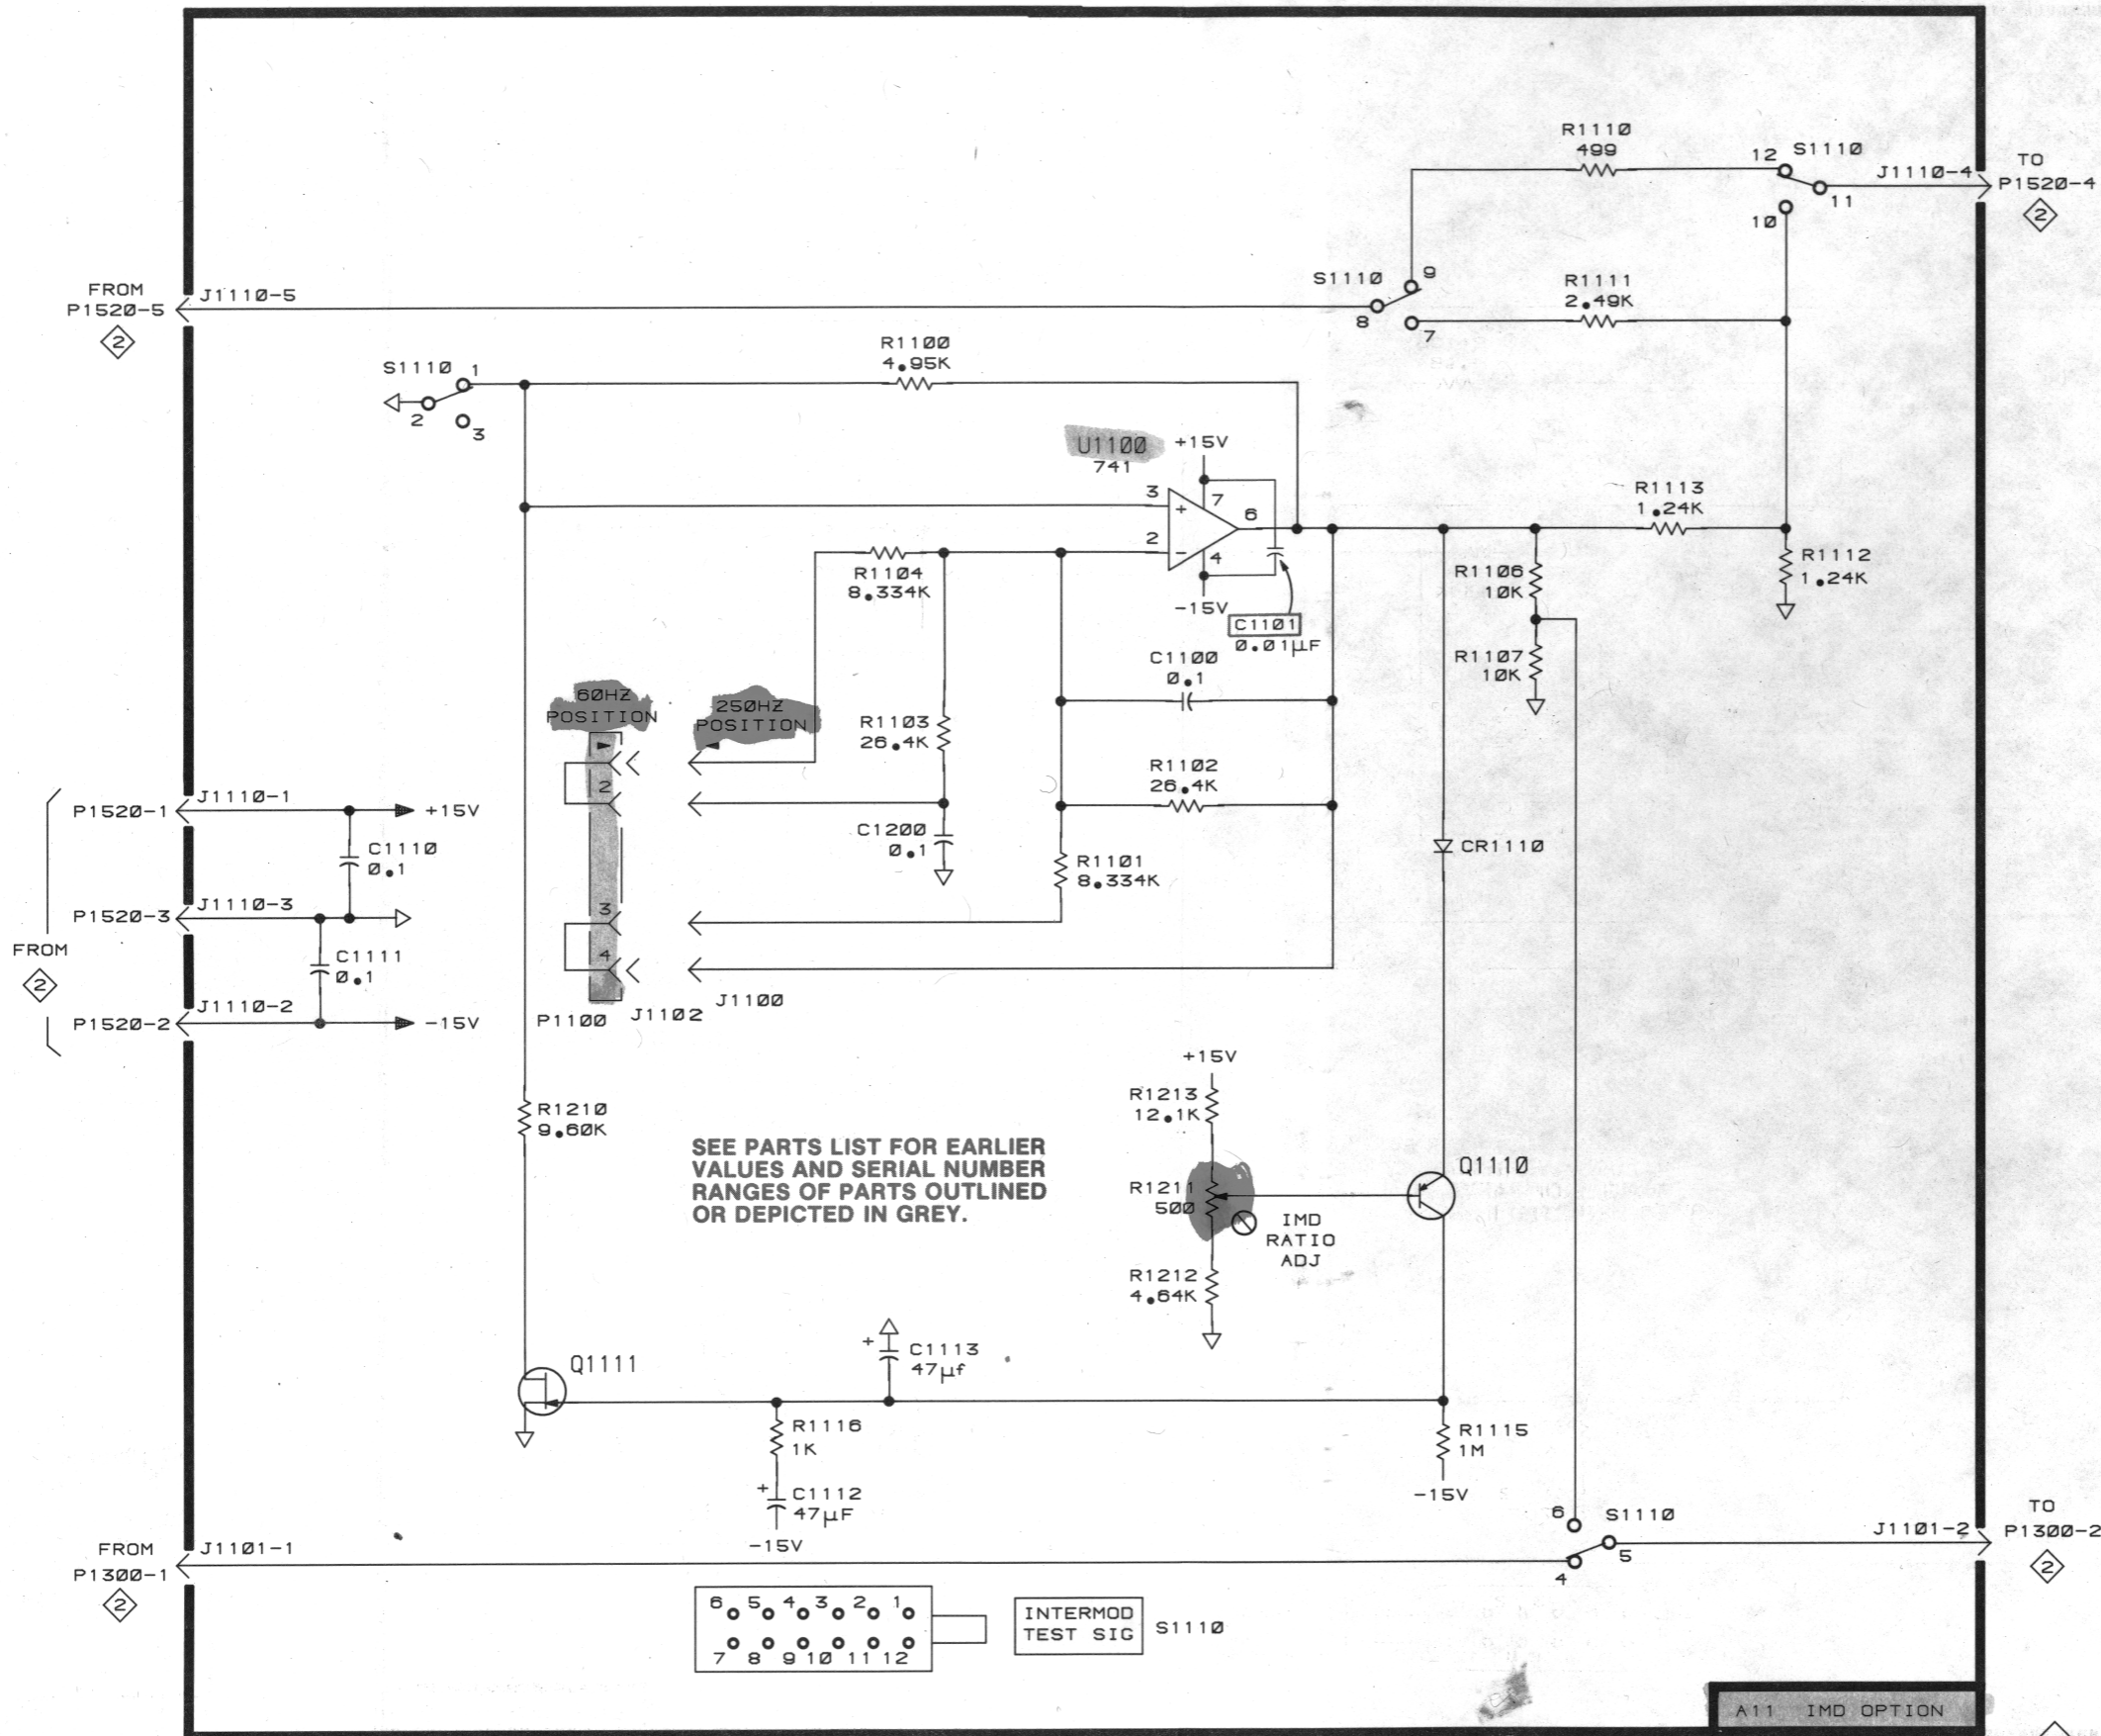 R1110
499
12
S1110
J1110-4
TO
P1520-4
11
10
2
FROM
P1520-5
2
J1110-5
S1110
9
8
7
R1111
2.49K
S1110
1
2
3
R1100
4.95K
U1100
741
+15V
3
+
7
6
2
-
4
-15V
C1101
0.01µF
R1104
8.334K
R1113
1.24K
R1112
1.24K
R1106
10K
R1107
10K
C1100
0.1
60HZ
POSITION
250HZ
POSITION
R1103
26.4K
R1102
26.4K
2
C1200
0.1
R1101
8.334K
CR1110
3
4
P1100
J1102
J1100
FROM
2
P1520-1
J1110-1
+15V
C1110
0.1
P1520-3
J1110-3
C1111
0.1
P1520-2
J1110-2
-15V
R1210
9.60K
SEE PARTS LIST FOR EARLIER
VALUES AND SERIAL NUMBER
RANGES OF PARTS OUTLINED
OR DEPICTED IN GREY.
+15V
R1213
12.1K
R1211
500
IMD
RATIO
ADJ
R1212
4.64K
Q1110
Q1111
+
C1113
47µf
R1116
1K
+
C1112
47µF
-15V
R1115
1M
-15V
6
S1110
5
4
J1101-2
TO
P1300-2
2
FROM
P1300-1
2
J1101-1
6 5 4 3 2 1
7 8 9 10 11 12
INTERMOD
TEST SIG
S1110
A11 IMD OPTION